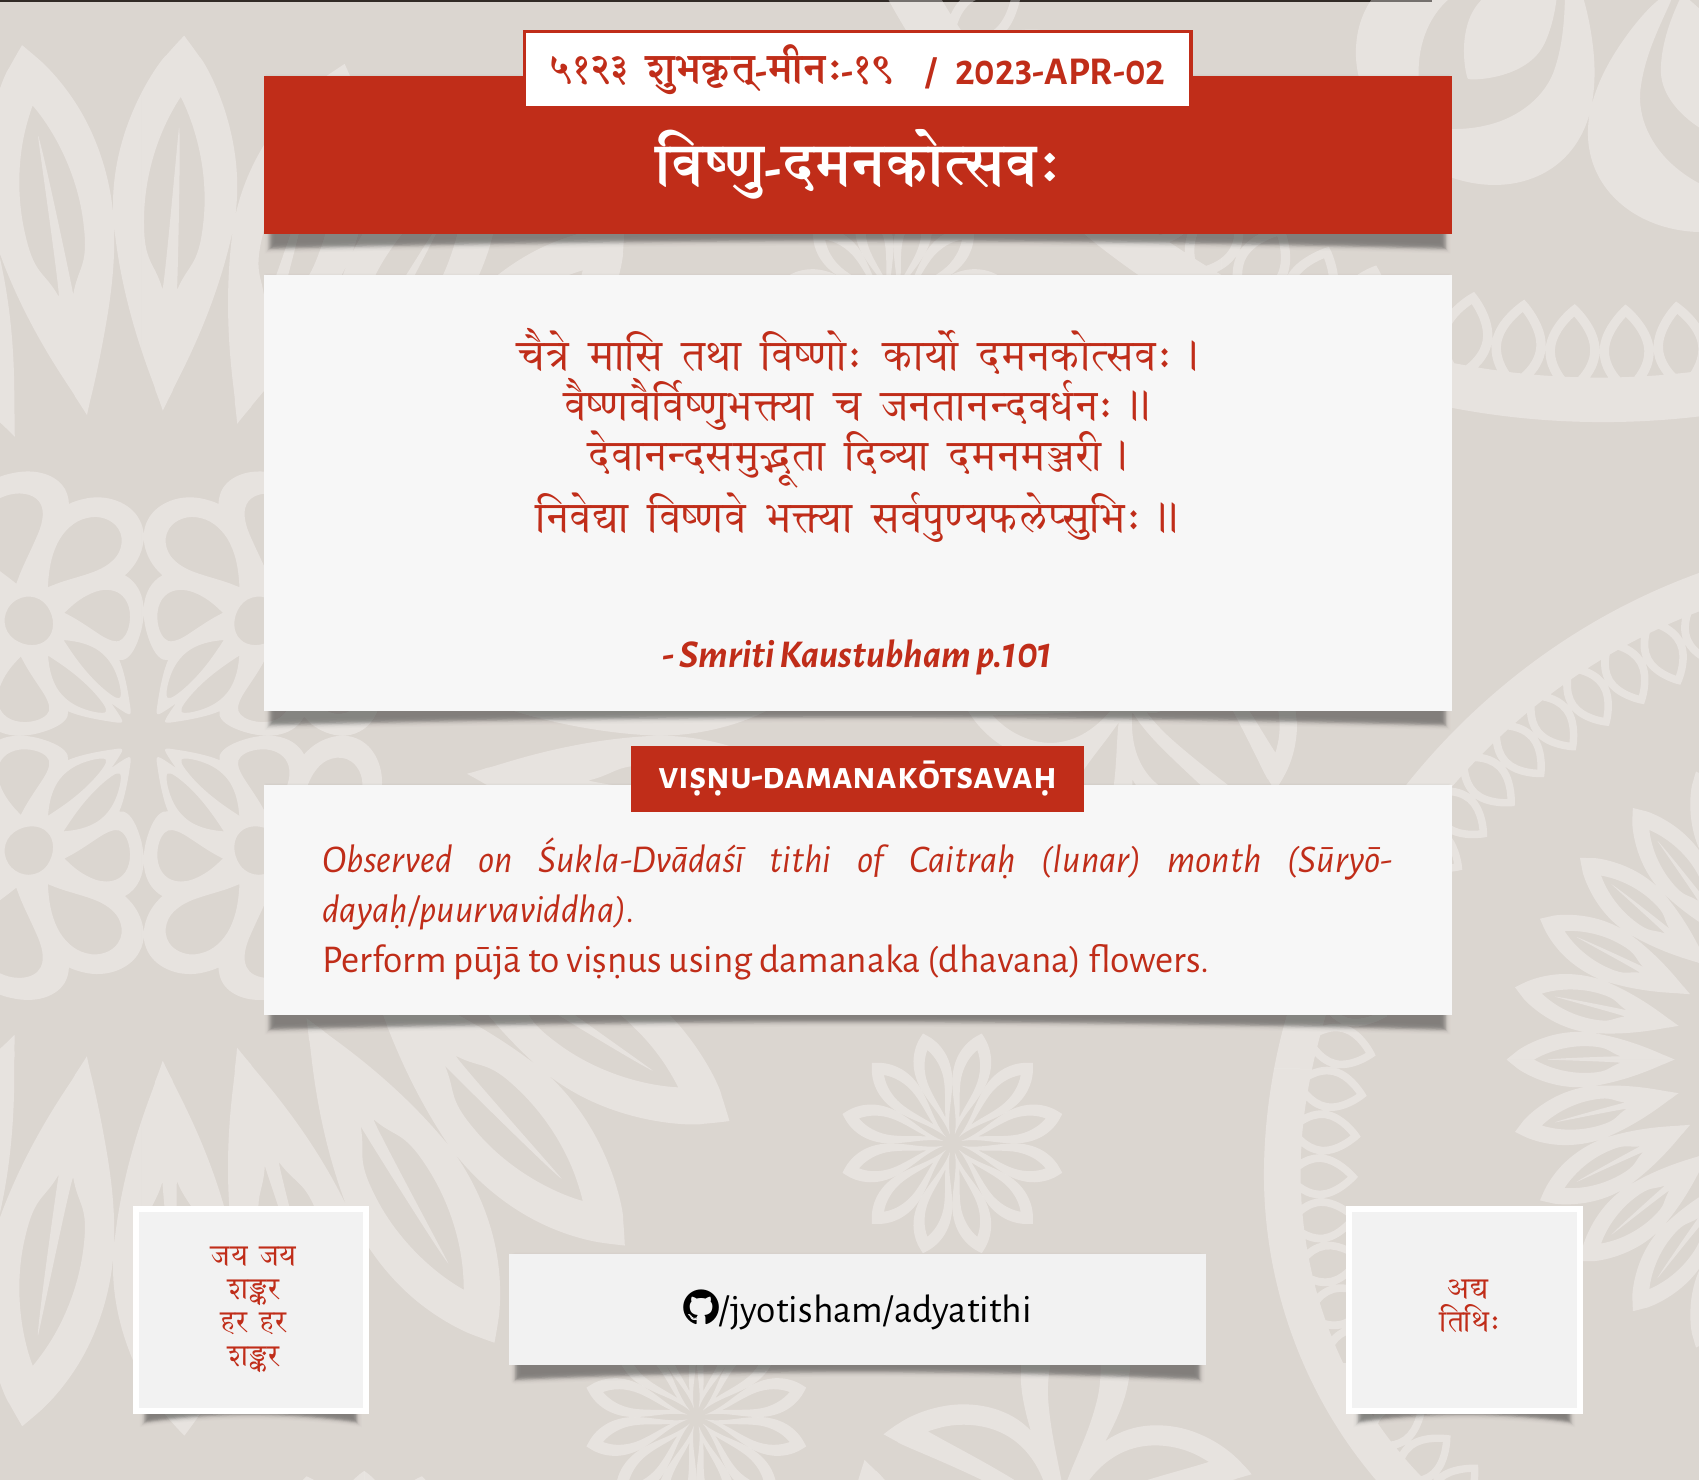 ५१२३ शुभकृत्-मीनः-१९ / 2023-APR-02
विष्णु-दमनकोत्सवः
चैत्रे मासि तथा विष्णोः कार्यो दमनकोत्सवः ।
वैष्णवैर्विष्णुभक्त्या च जनतानन्दवर्धनः ॥
देवानन्दसमुद्भूता दिव्या दमनमञ्जरी ।
निवेद्या विष्णवे भक्त्या सर्वपुण्यफलेप्सुभिः ॥
- Smriti Kaustubham p.101
VIṢṆU-DAMANAKŌTSAVAḤ
Observed on Śukla-Dvādaśī tithi of Caitraḥ (lunar) month (Sūryō-
dayaḥ/puurvaviddha).
Perform pūjā to viṣṇus using damanaka (dhavana) flowers.
जय जय
शङ्कर
हर हर
शङ्कर
/jyotisham/adyatithi
अद्य
तिथिः